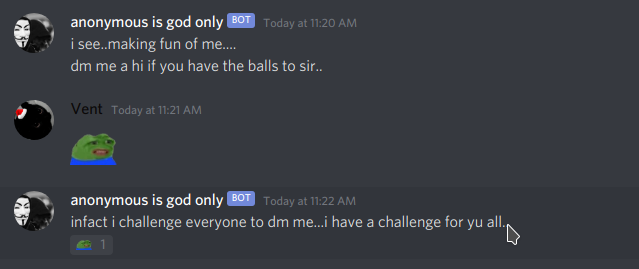 anonymous is god only BOT Today at 11:20 AM
i see..making fun of me....
dm me a hi if you have the balls to sir..
Vent Today at 11:21 AM
anonymous is god only BOT Today at 11:22 AM
infact i challenge everyone to dm me...i have a challenge for yu all..
1